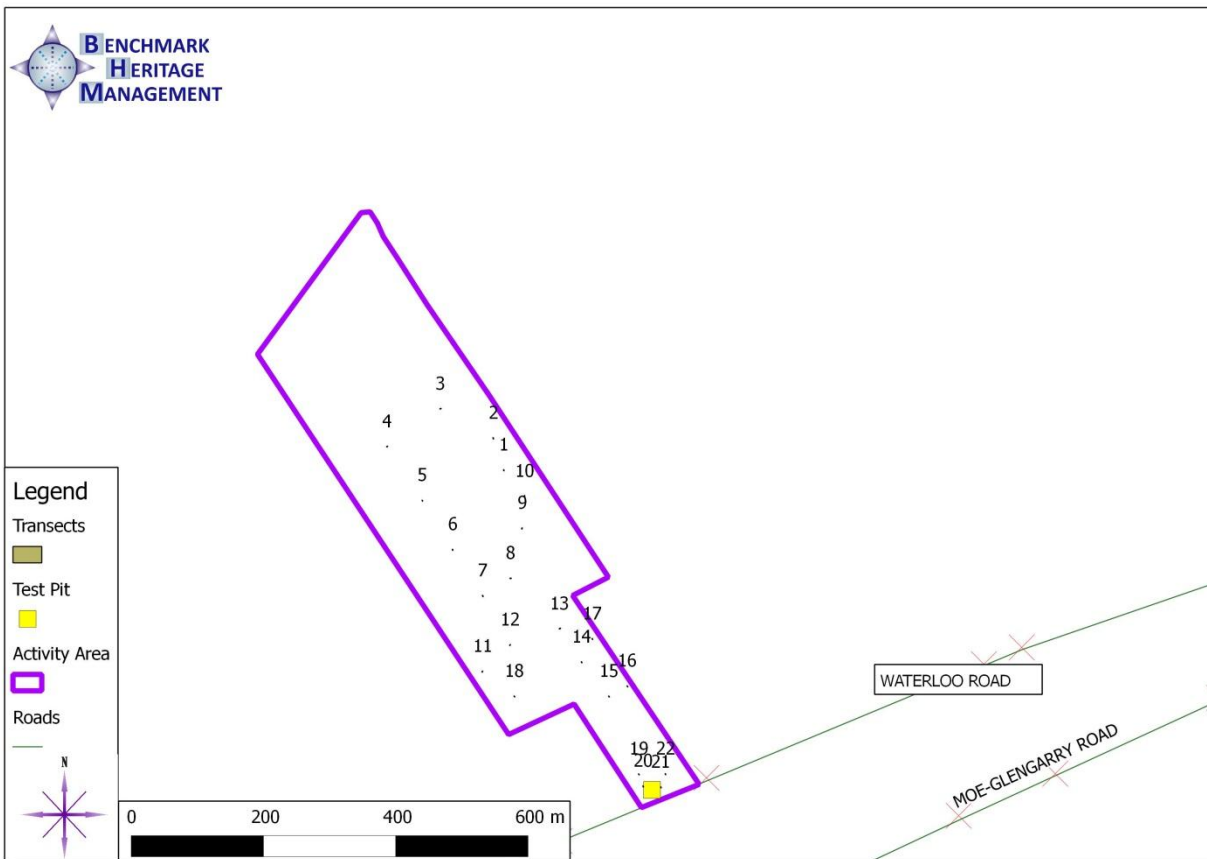 BENCHMARK
HERITAGE
MANAGEMENT
3
4
2
1
5
10
9
6
8
7
13
17
12
14
11
16
18
15
19
22
20
21
WATERLOO ROAD
MOE-GLENGARRY ROAD
Legend
Transects
Test Pit
Activity Area
Roads
N
0 200 400 600 m